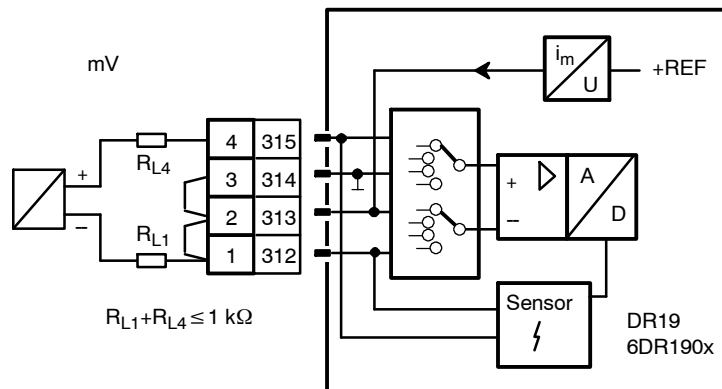 mV
i_m
U
+REF
R_L4
+
–
R_L1
4 315
3 314
2 313
1 312
+
--
A
D
Sensor
R_L1+R_L4 ≤ 1 kΩ
DR19
6DR190x